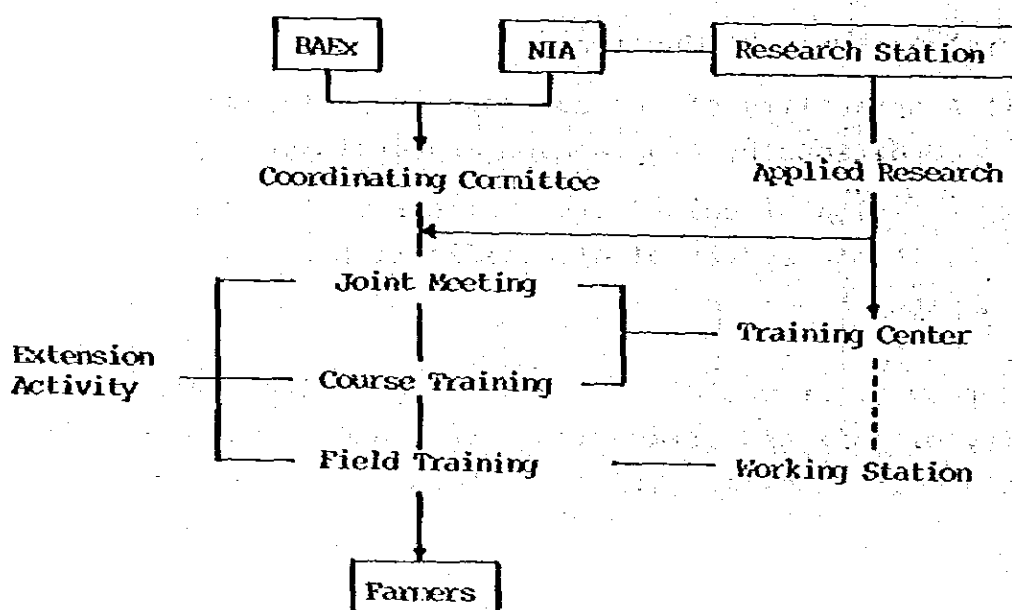 BAEx
NIA
Research Station
Coordinating Comittee
Applied Research
Joint Meeting
Training Center
Extension
Activity
Course Training
Field Training
Working Station
Farmers